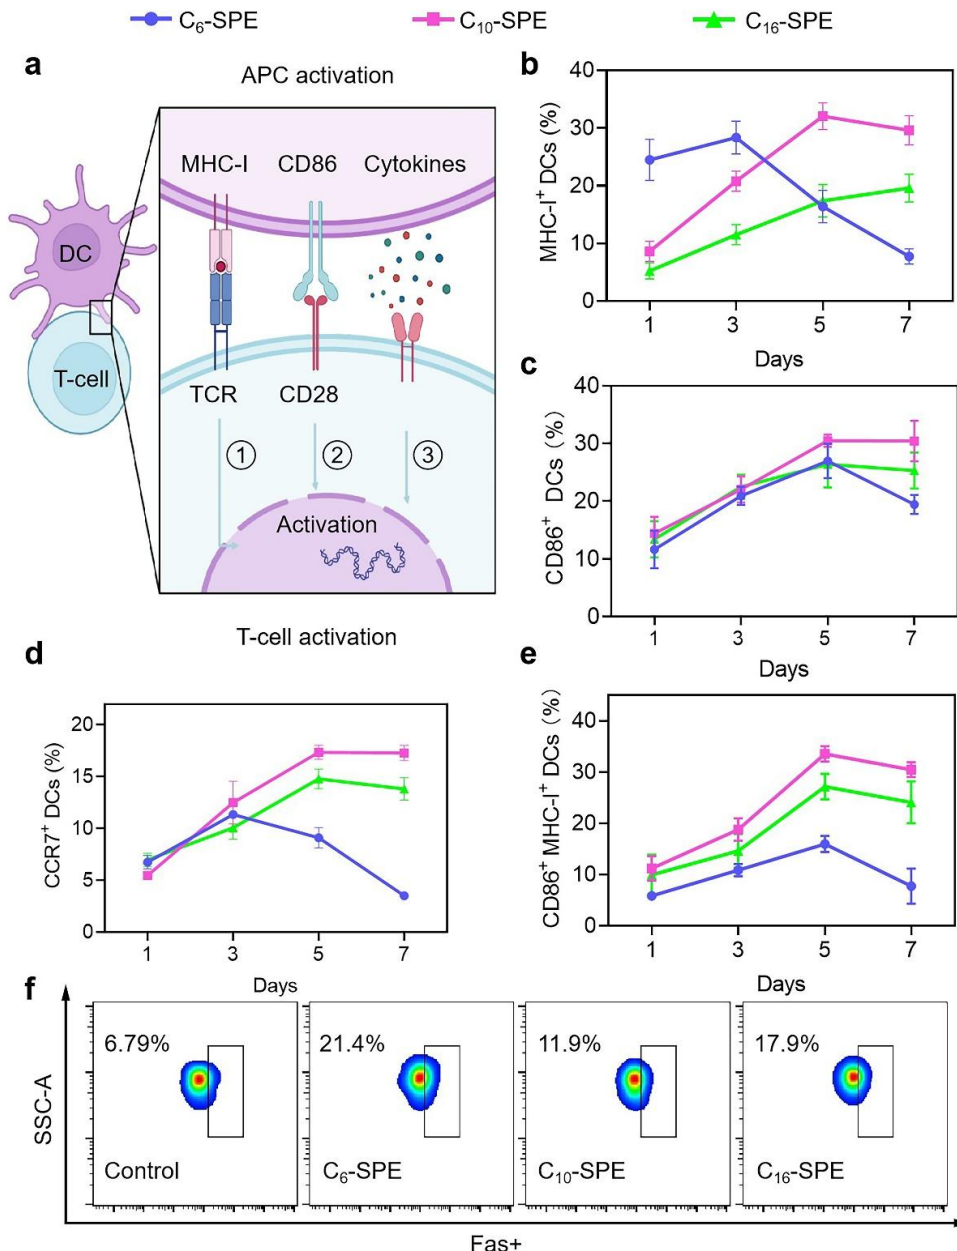 C₆-SPE C₁₀-SPE C₁₆-SPE
a
APC activation
MHC-I CD86 Cytokines
DC
T-cell
TCR CD28
① ② ③
Activation
T-cell activation
b
MHC-I⁺ DCs (%)
40
30
20
10
0
1 3 5 7
Days
c
CD86⁺ DCs (%)
40
30
20
10
0
1 3 5 7
Days
d
CCR7⁺ DCs (%)
20
15
10
5
0
1 3 5 7
Days
e
CD86⁺ MHC-I⁺ DCs (%)
40
30
20
10
0
1 3 5 7
Days
f
SSC-A
6.79% 21.4% 11.9% 17.9%
Control C₆-SPE C₁₀-SPE C₁₆-SPE
Fas+